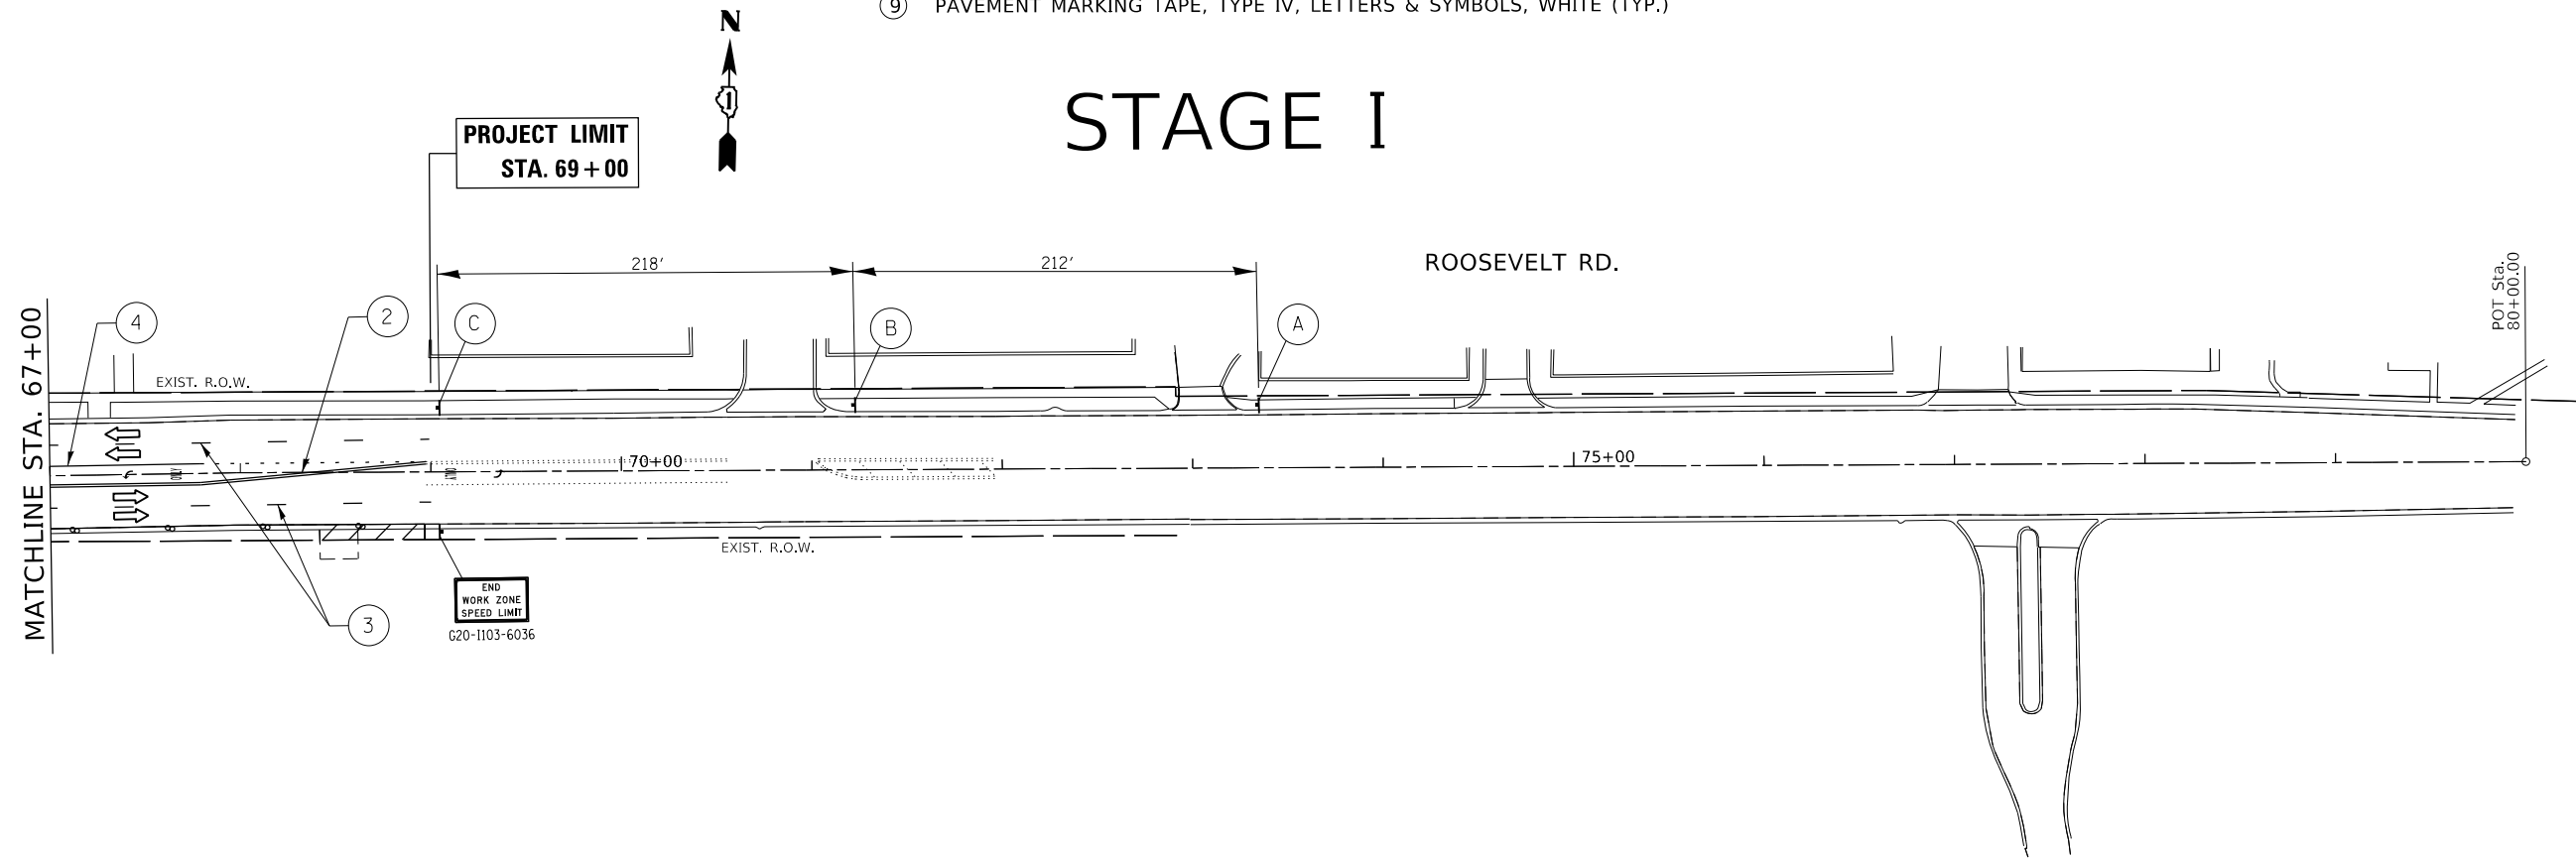 9 PAVEMENT MARKING TAPE, TYPE IV, LETTERS & SYMBOLS, WHITE (TYP.)
N
1
STAGE I
PROJECT LIMIT
STA. 69+00
218'
212'
ROOSEVELT RD.
POT Sta.
80+00.00
MATCHLINE STA. 67+00
4
2
C
B
A
EXIST. R.O.W.
70+00
75+00
EXIST. R.O.W.
END
WORK ZONE
SPEED LIMIT
G20-I103-6036
3